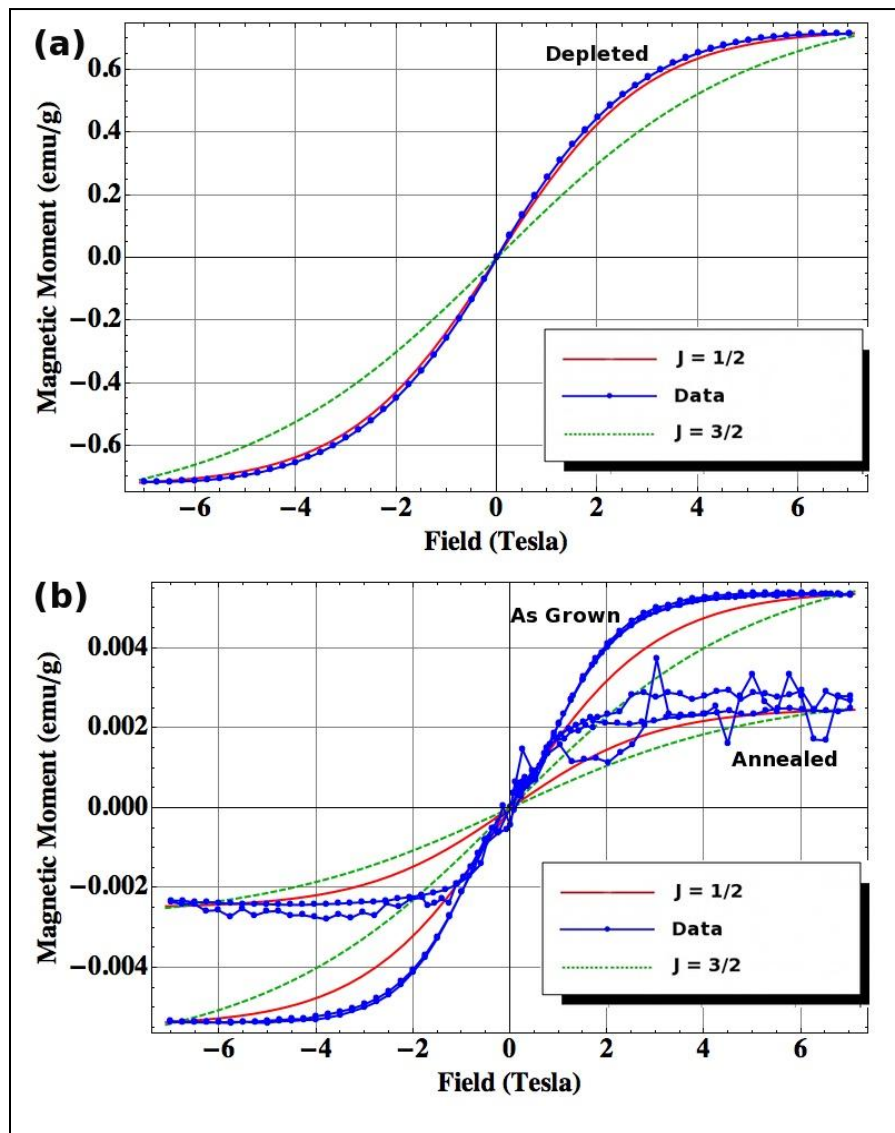 (a)
Depleted
Magnetic Moment (emu/g)
0.6
0.4
0.2
0.0
−0.2
−0.4
−0.6
J = 1/2
Data
J = 3/2
−6 −4 −2 0 2 4 6
Field (Tesla)
(b)
As Grown
Magnetic Moment (emu/g)
0.004
0.002
0.000
−0.002
−0.004
Annealed
J = 1/2
Data
J = 3/2
−6 −4 −2 0 2 4 6
Field (Tesla)